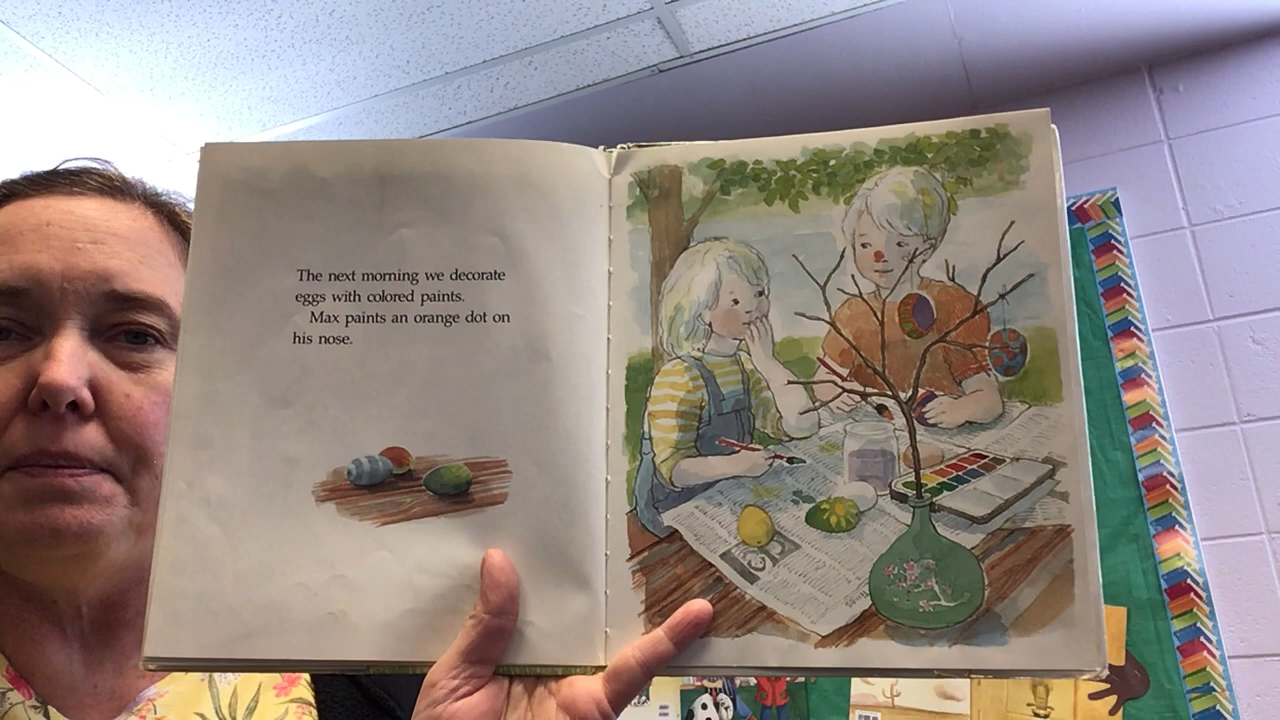 The next morning we decorate
eggs with colored paints.
Max paints an orange dot on
his nose.